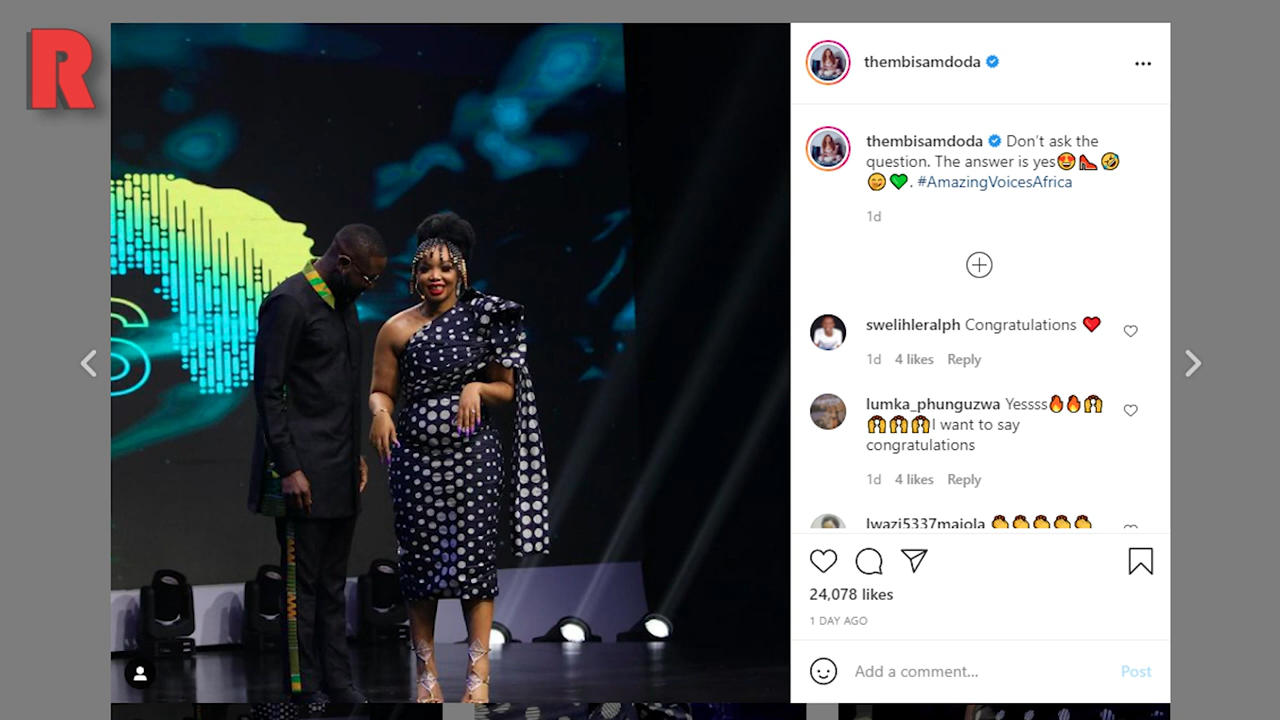 R
S
thembisamdoda
thembisamdoda Don't ask the
question. The answer is yes😍👠🤣
😊💚. #AmazingVoicesAfrica
1d
swelihleralph Congratulations ❤️
1d 4 likes Reply
lumka_phunguzwa Yessss🔥🔥🙌
🙌🙌🙌I want to say
congratulations
1d 4 likes Reply
lwazi5337majola 👏👏👏👏👏
24,078 likes
1 DAY AGO
Add a comment... Post